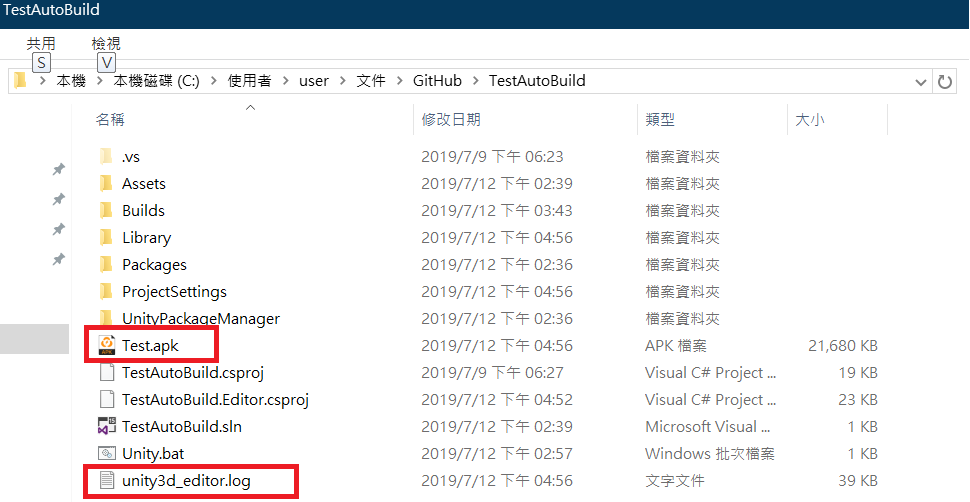 TestAutoBuild
共用 檢視
S V
本機 本機磁碟 (C:) 使用者 user 文件 GitHub TestAutoBuild
名稱 修改日期 類型 大小
.vs 2019/7/9 下午 06:23 檔案資料夾
Assets 2019/7/12 下午 02:39 檔案資料夾
Builds 2019/7/12 下午 03:43 檔案資料夾
Library 2019/7/12 下午 04:56 檔案資料夾
Packages 2019/7/12 下午 02:36 檔案資料夾
ProjectSettings 2019/7/12 下午 04:56 檔案資料夾
UnityPackageManager 2019/7/12 下午 02:36 檔案資料夾
Test.apk 2019/7/12 下午 04:56 APK 檔案 21,680 KB
TestAutoBuild.csproj 2019/7/9 下午 06:27 Visual C# Project ... 19 KB
TestAutoBuild.Editor.csproj 2019/7/12 下午 04:52 Visual C# Project ... 23 KB
TestAutoBuild.sln 2019/7/12 下午 02:39 Microsoft Visual ... 1 KB
Unity.bat 2019/7/12 下午 02:57 Windows 批次檔案 1 KB
unity3d_editor.log 2019/7/12 下午 04:56 文字文件 39 KB